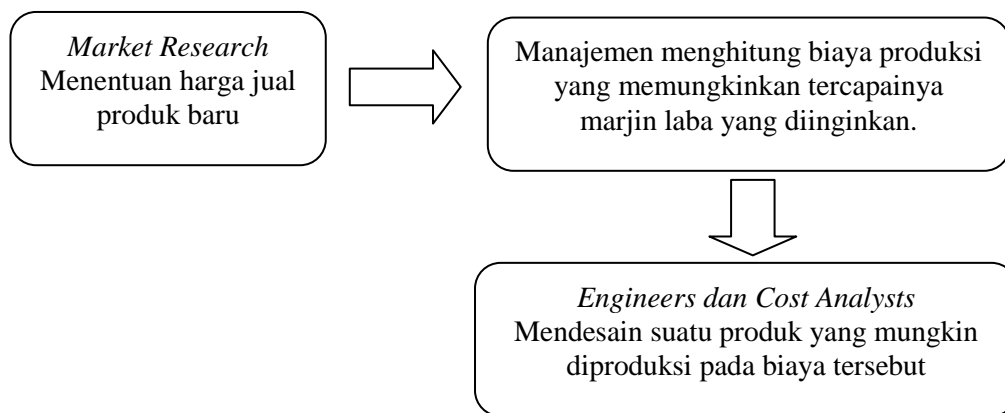 Market Research
Menentuan harga jual
produk baru
Manajemen menghitung biaya produksi
yang memungkinkan tercapainya
marjin laba yang diinginkan.
Engineers dan Cost Analysts
Mendesain suatu produk yang mungkin
diproduksi pada biaya tersebut